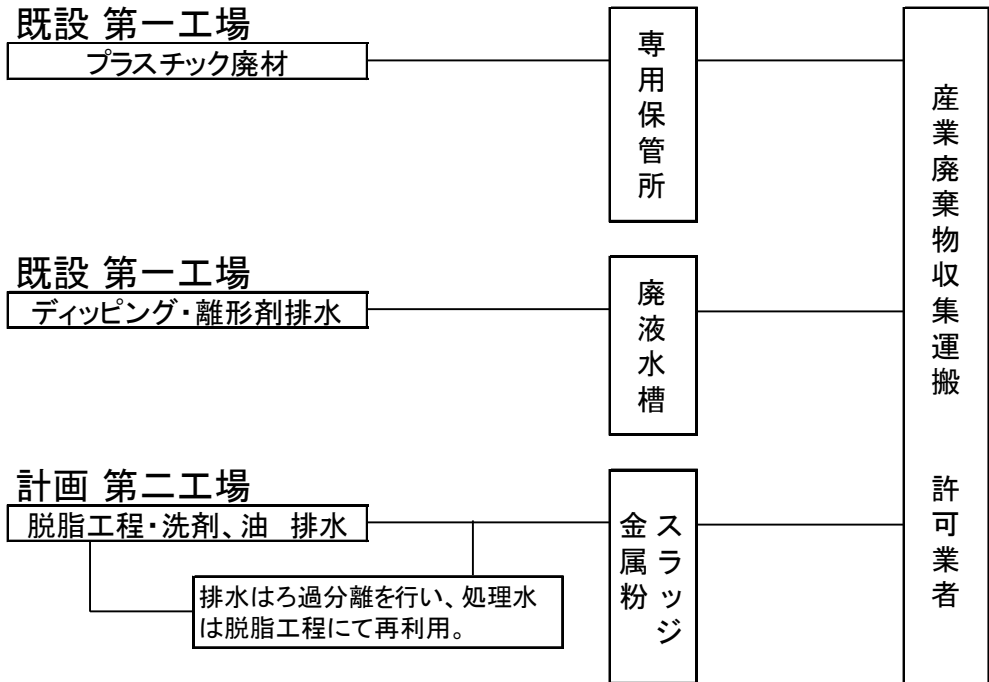 既設 第一工場
プラスチック廃材
専用保管所
既設 第一工場
ディッピング・離形剤排水
廃液水槽
計画 第二工場
脱脂工程・洗剤、油　排水
排水はろ過分離を行い、処理水
は脱脂工程にて再利用。
スラッジ
金属粉
産業廃棄物収集運搬　許可業者